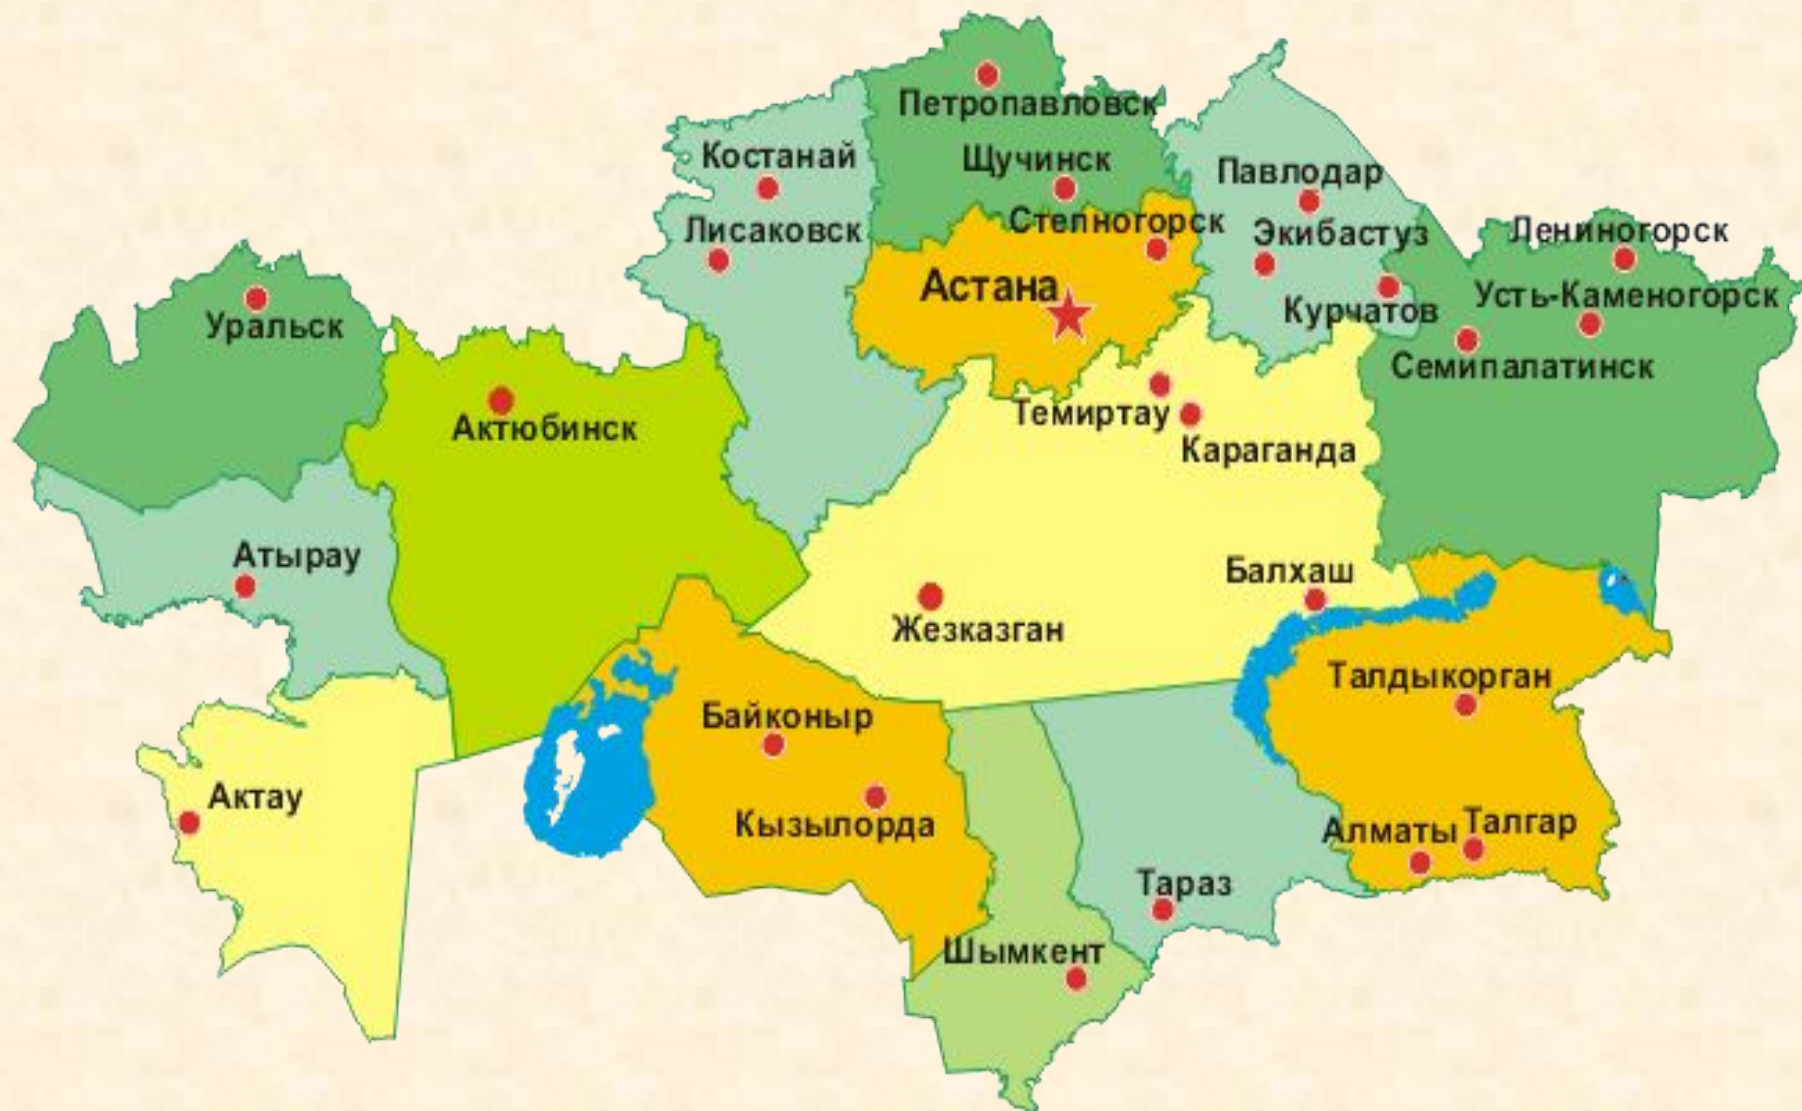 Петропавловск
Костанай
Щучинск
Павлодар
Лисаковск
Степногорск
Экибастуз
Лениногорск
Астана
Усть-Каменогорск
Курчатов
Уральск
Семипалатинск
Темиртау
Актюбинск
Караганда
Атырау
Балхаш
Жезказган
Талдыкорган
Байконыр
Актау
Кызылорда
Алматы
Талгар
Тараз
Шымкент